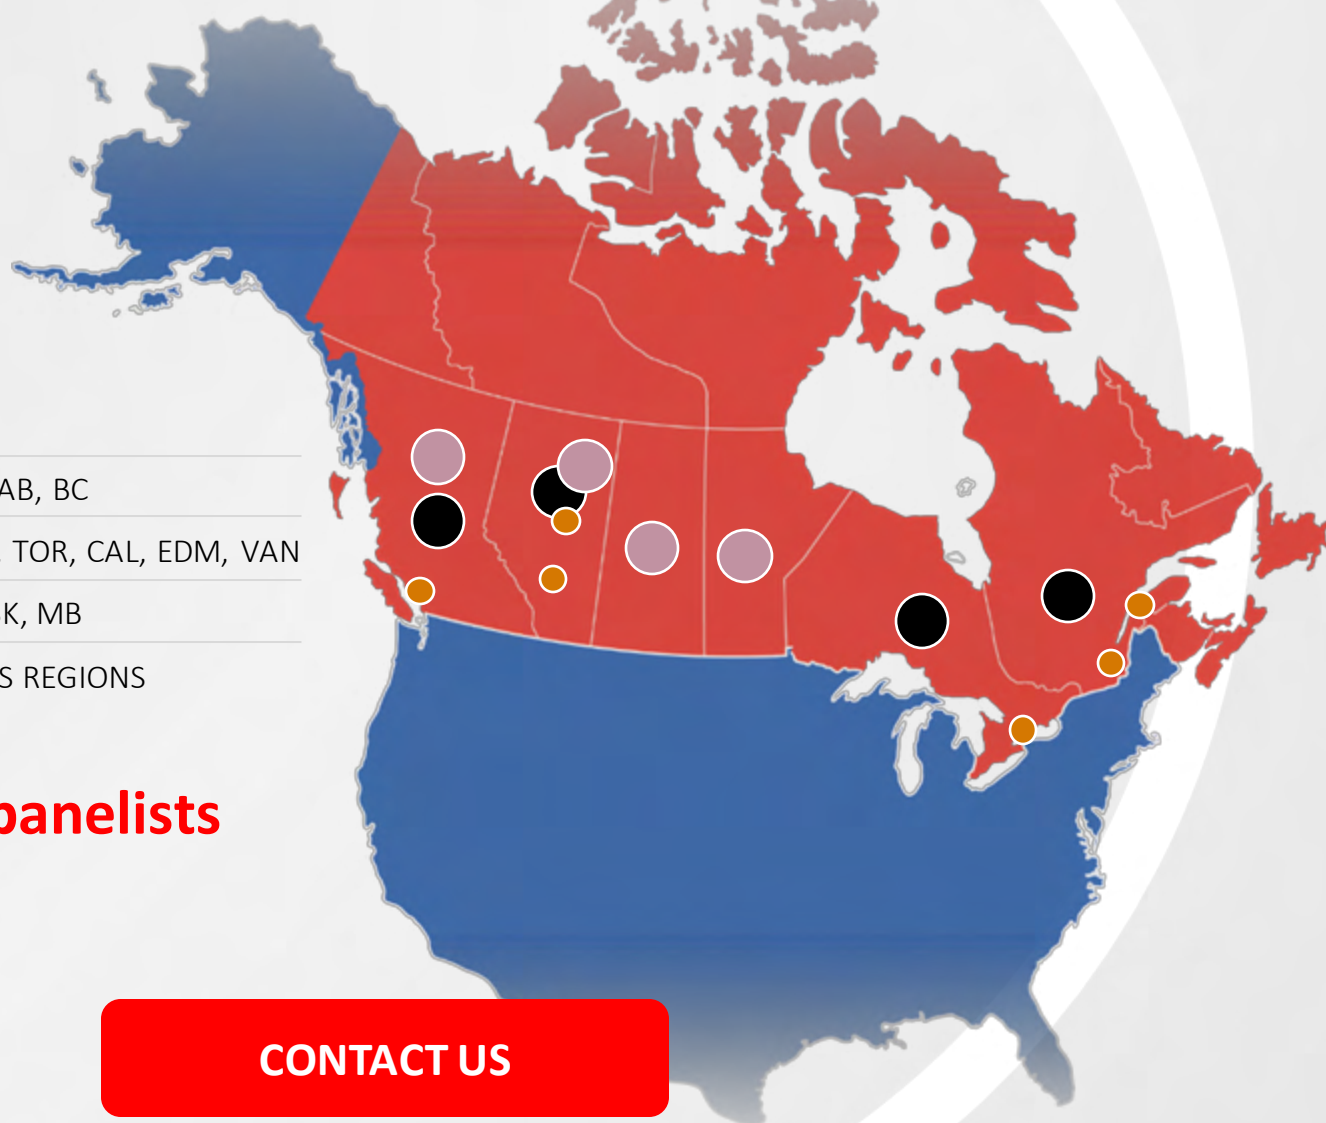 AB, BC
TOR, CAL, EDM, VAN
K, MB
S REGIONS
panelists
CONTACT US